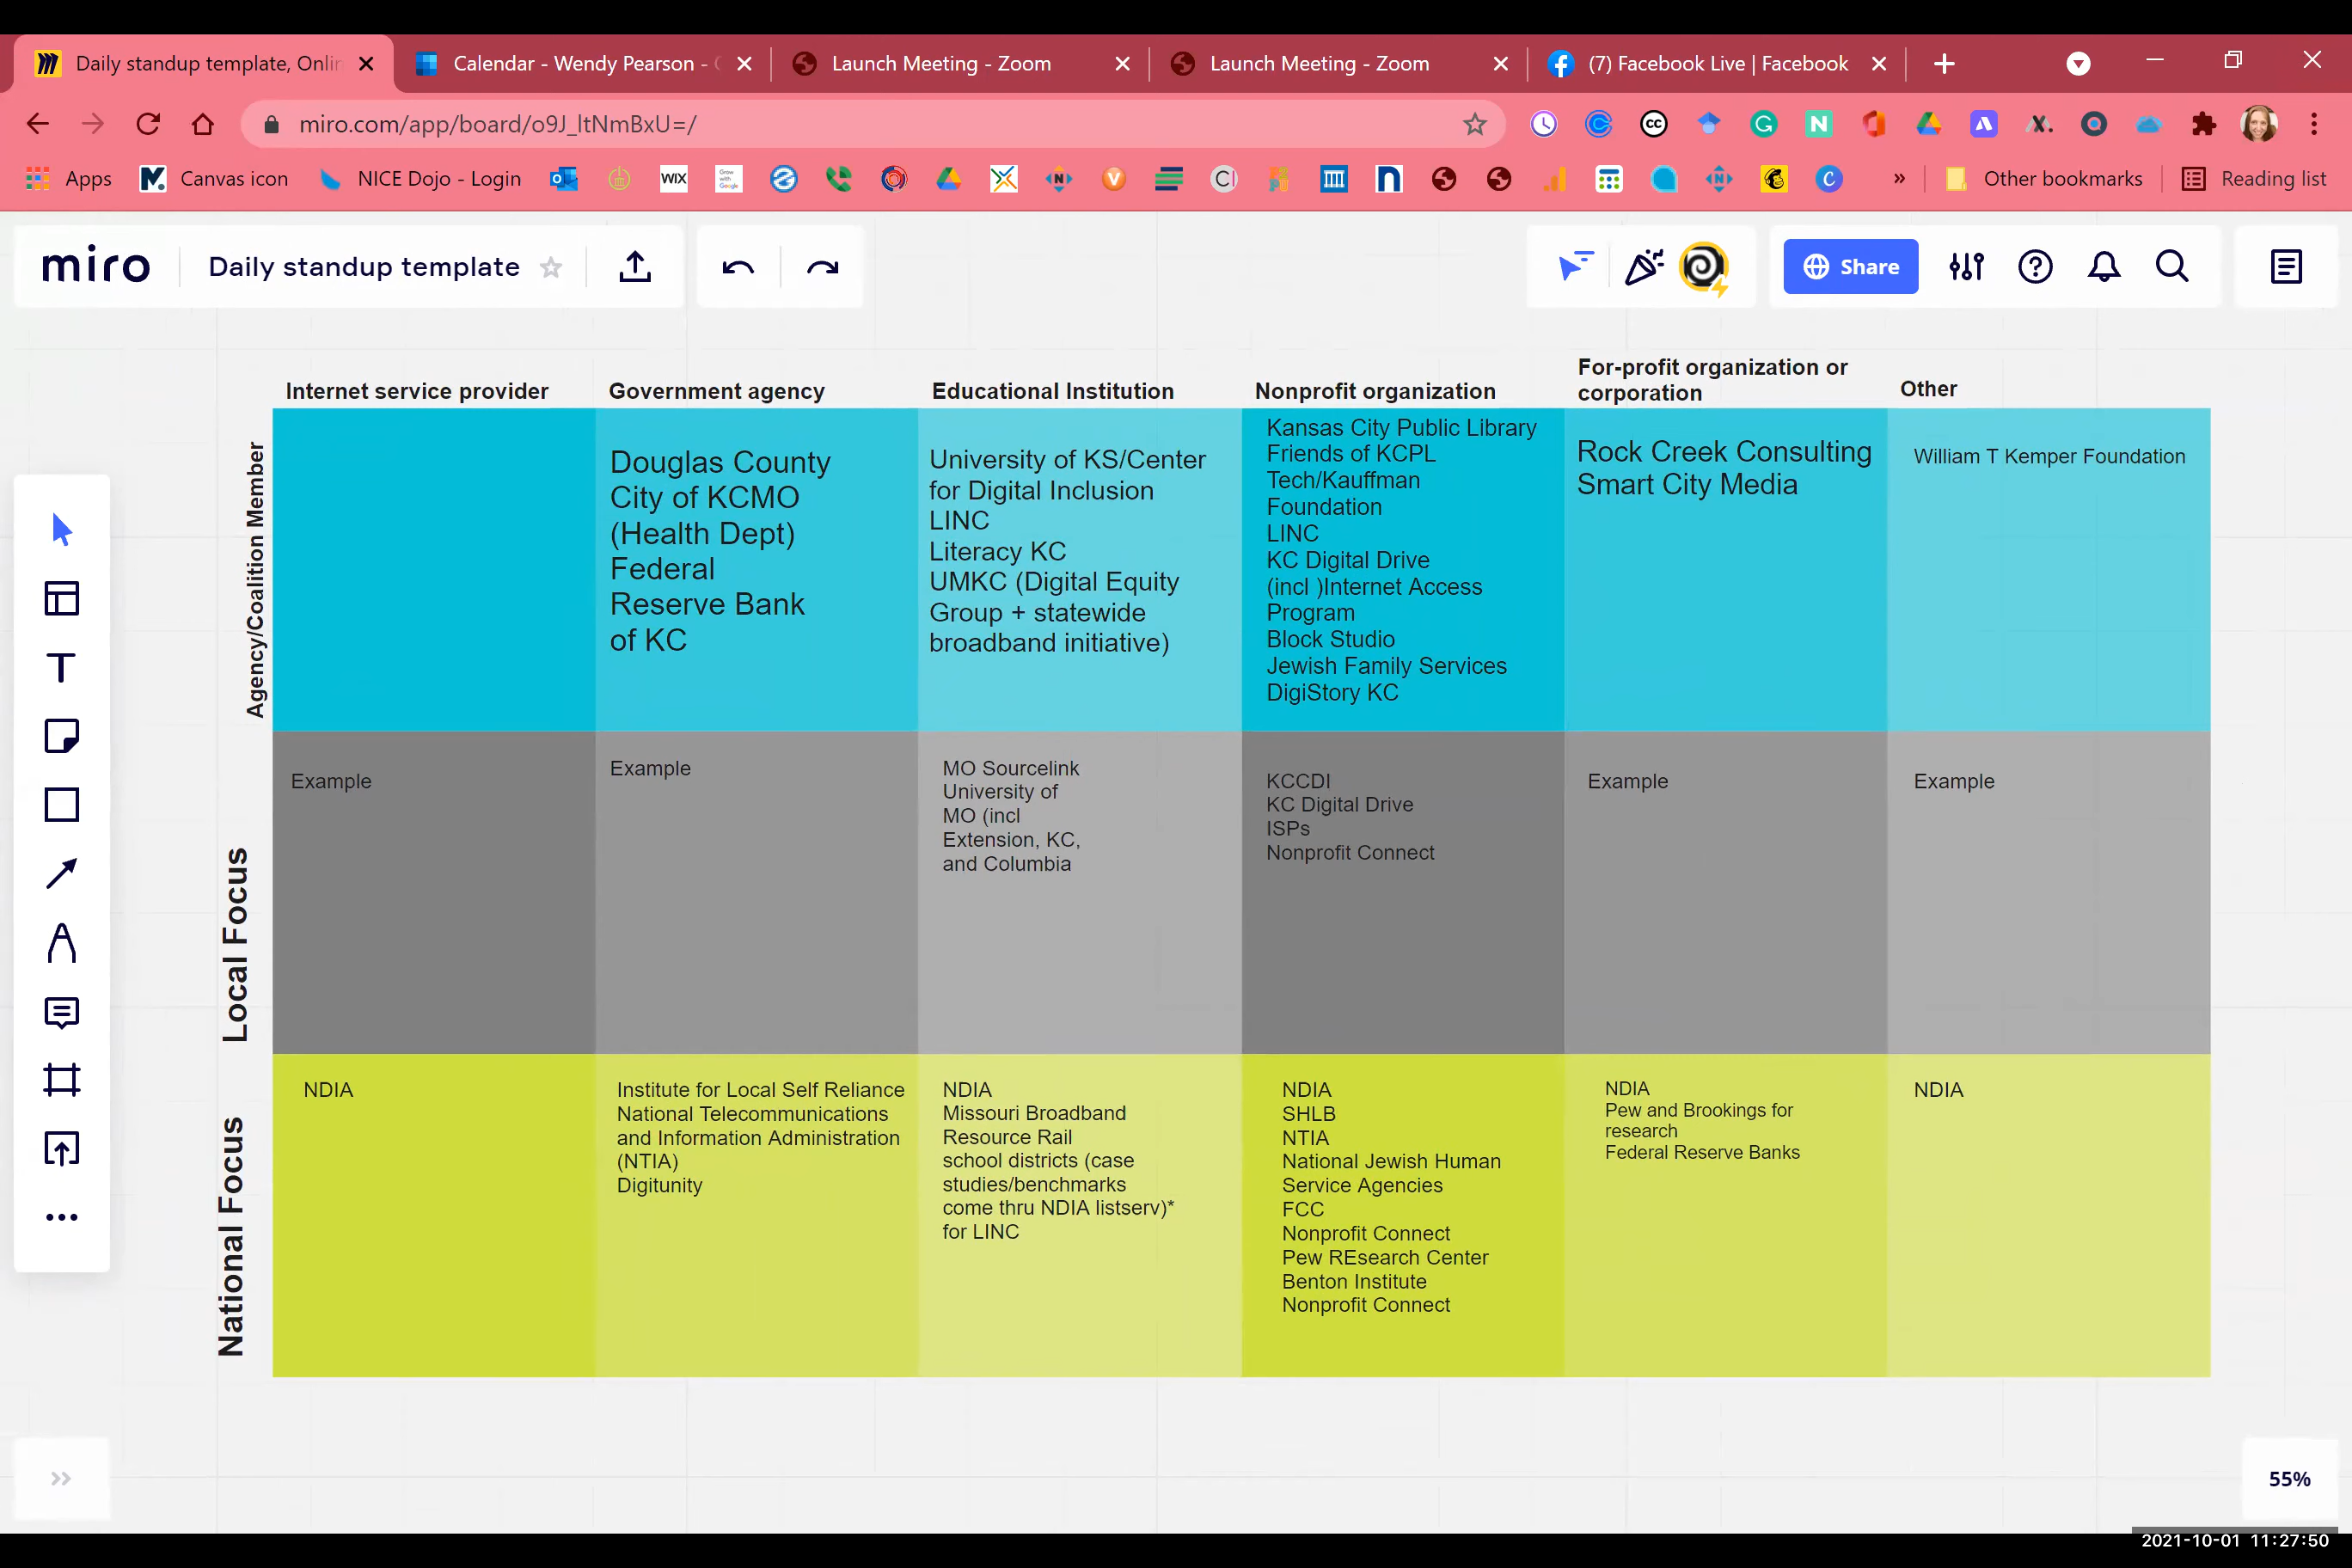 Daily standup template, Onlin
Calendar - Wendy Pearson -
Launch Meeting - Zoom
Launch Meeting - Zoom
(7) Facebook Live | Facebook
miro.com/app/board/o9J_ltNmBxU=/
Apps
Canvas icon
NICE Dojo - Login
WIX
Other bookmarks
Reading list
miro
Daily standup template
Share
Internet service provider
Government agency
Educational Institution
Nonprofit organization
For-profit organization or
corporation
Other
Agency/Coalition Member
Douglas County
City of KCMO
(Health Dept)
Federal
Reserve Bank
of KC
University of KS/Center
for Digital Inclusion
LINC
Literacy KC
UMKC (Digital Equity
Group + statewide
broadband initiative)
Kansas City Public Library
Friends of KCPL
Tech/Kauffman
Foundation
LINC
KC Digital Drive
(incl )Internet Access
Program
Block Studio
Jewish Family Services
DigiStory KC
Rock Creek Consulting
Smart City Media
William T Kemper Foundation
Local Focus
Example
Example
MO Sourcelink
University of
MO (incl
Extension, KC,
and Columbia
KCCDI
KC Digital Drive
ISPs
Nonprofit Connect
Example
Example
National Focus
NDIA
Institute for Local Self Reliance
National Telecommunications
and Information Administration
(NTIA)
Digitunity
NDIA
Missouri Broadband
Resource Rail
school districts (case
studies/benchmarks
come thru NDIA listserv)*
for LINC
NDIA
SHLB
NTIA
National Jewish Human
Service Agencies
FCC
Nonprofit Connect
Pew REsearch Center
Benton Institute
Nonprofit Connect
NDIA
Pew and Brookings for
research
Federal Reserve Banks
NDIA
55%
2021-10-01 11:27:50